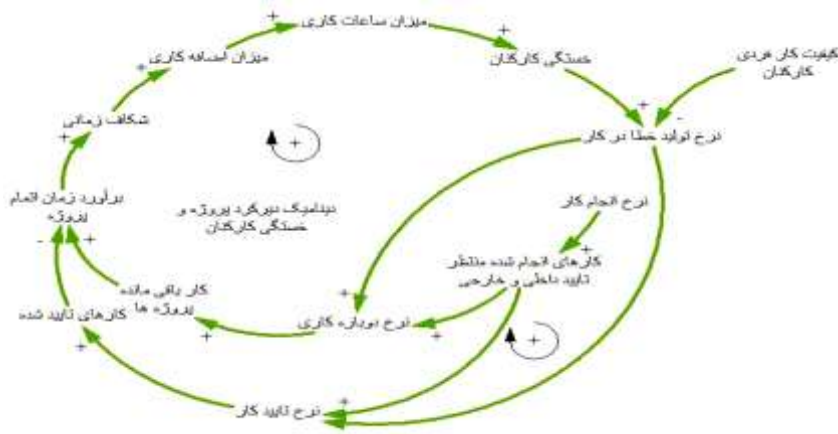 میزان ساعات کاری
میزان اضافه کاری
خستگی کارکنان
کیفیت کار فردی
کارکنان
شکاف زمانی
نرخ تولید خطا در کار
برآورد زمان اتمام
پروژه
دینامیک دیرکرد پروژه و
خستگی کارکنان
نرخ انجام کار
کارهای انجام شده منتظر
تایید داخلی و خارجی
کار باقی مانده
پروژه ها
کارهای تایید شده
نرخ دوباره کاری
نرخ تایید کار